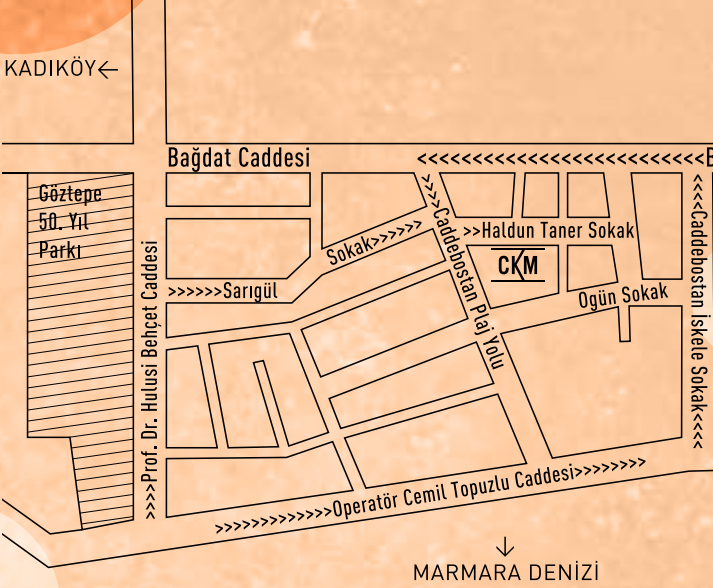 KADIKÖY←
Bağdat Caddesi
<<<<<<<<<<<<<<<<<<<<<<<<<B
Göztepe
50. Yıl
Parkı
>>Haldun Taner Sokak
Sokak>>>>>>
CKM
>>>>>>Sarıgül
Ogün Sokak
>>>>Prof. Dr. Hulusi Behçet Caddesi
>>>>Caddebostan Plaj Yolu
<<<<Caddebostan İskele Sokak<<<<
>>>>>>>>>>>>>Operatör Cemil Topuzlu Caddesi>>>>>>>>
↓
MARMARA DENİZİ